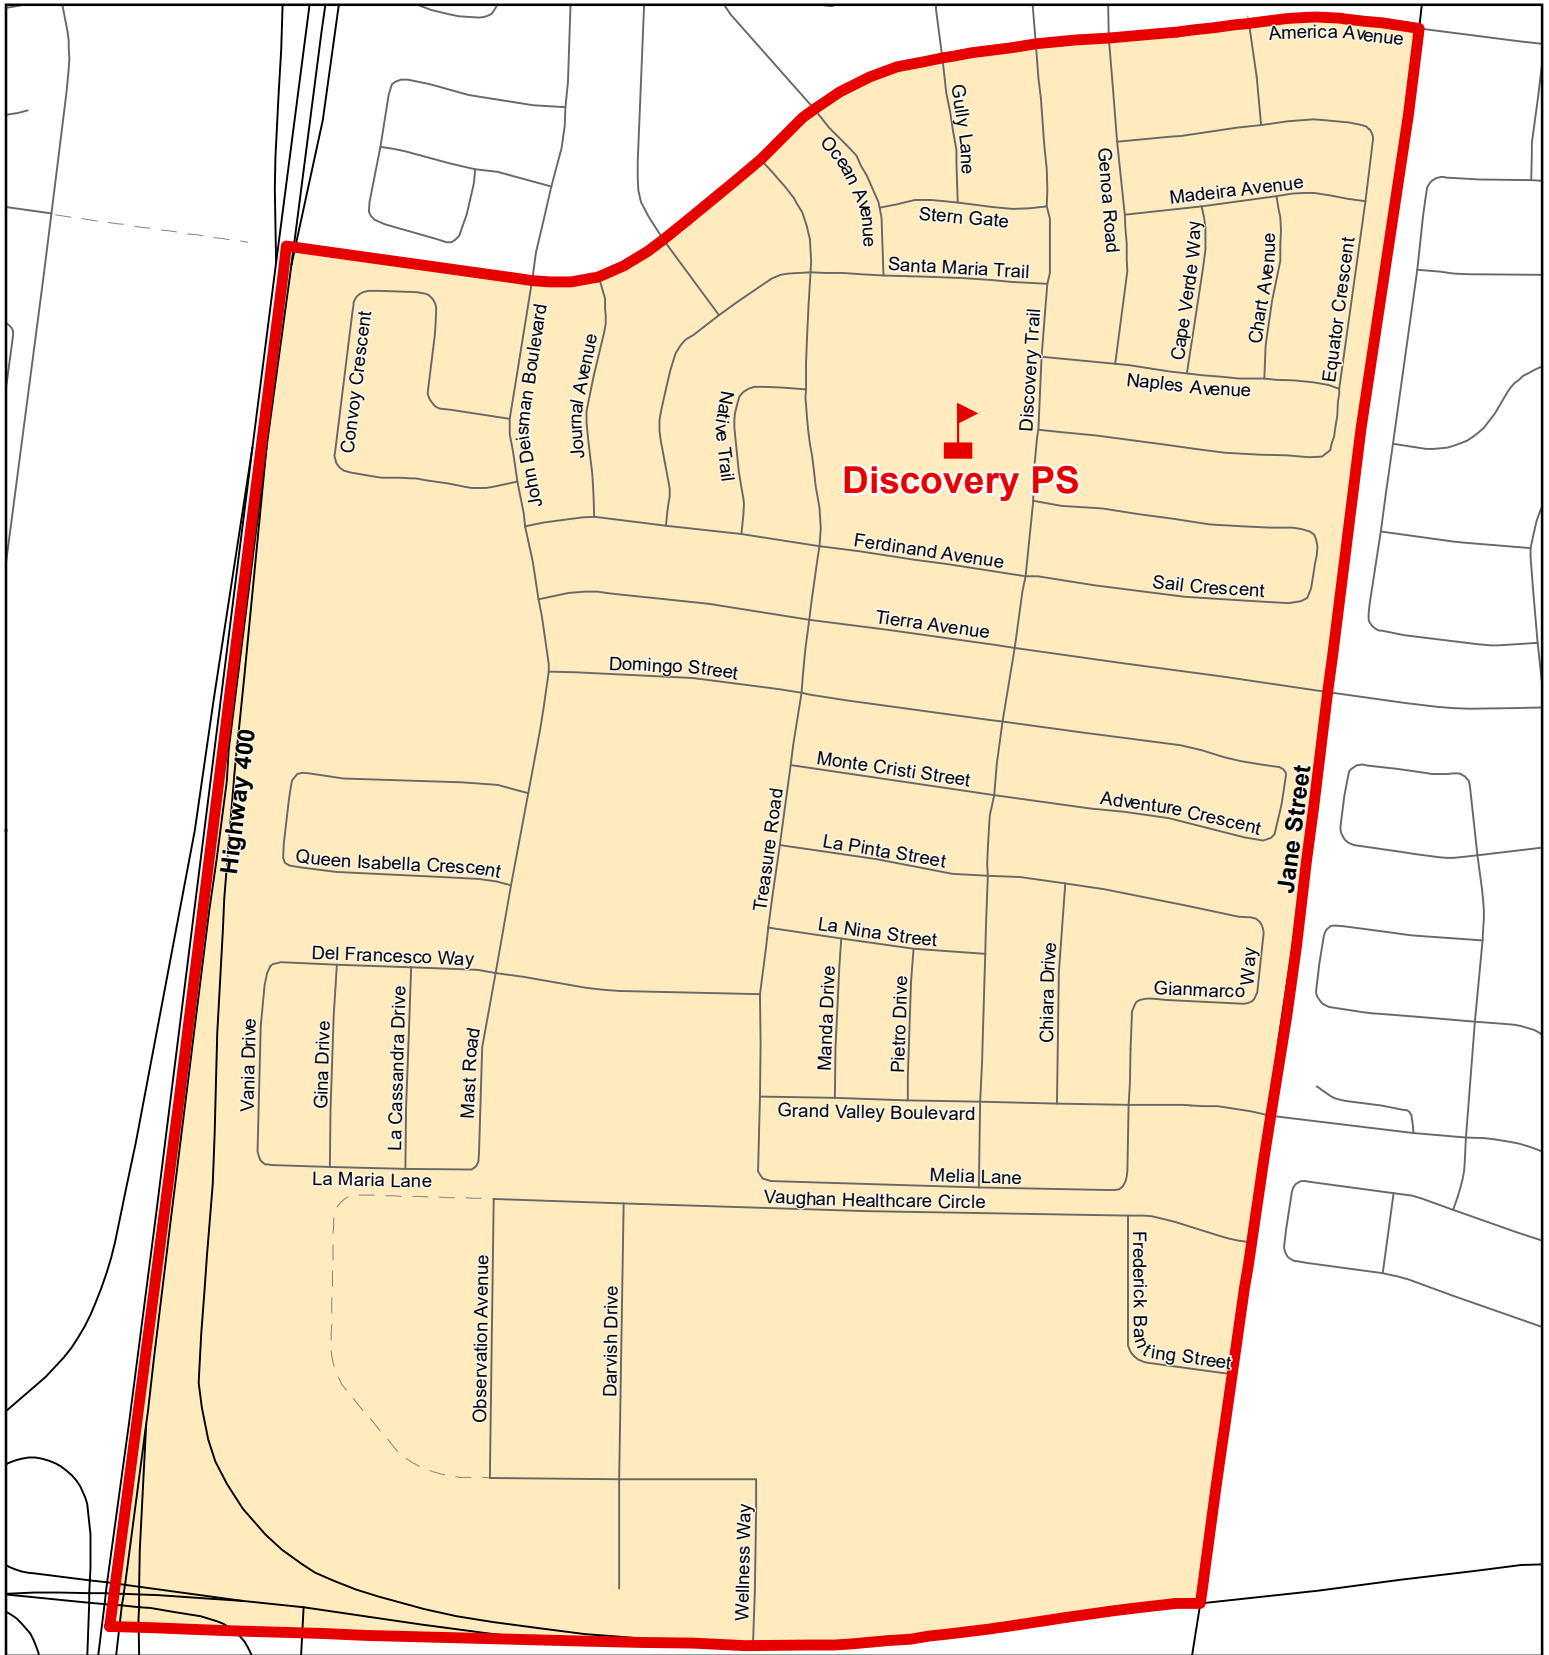 America Avenue
Gully Lane
Ocean Avenue
Genoa Road
Madeira Avenue
Stern Gate
Santa Maria Trail
Cape Verde Way
Chart Avenue
Equator Crescent
Convoy Crescent
John Deisman Boulevard
Journal Avenue
Native Trail
Discovery Trail
Naples Avenue
Discovery PS
Ferdinand Avenue
Sail Crescent
Tierra Avenue
Domingo Street
Highway 400
Monte Cristi Street
Adventure Crescent
Jane Street
Treasure Road
La Pinta Street
Queen Isabella Crescent
La Nina Street
Del Francesco Way
Manda Drive
Pietro Drive
Chiara Drive
Gianmarco Way
Vania Drive
Gina Drive
La Cassandra Drive
Mast Road
Grand Valley Boulevard
La Maria Lane
Melia Lane
Vaughan Healthcare Circle
Observation Avenue
Darvish Drive
Frederick Banting Street
Wellness Way